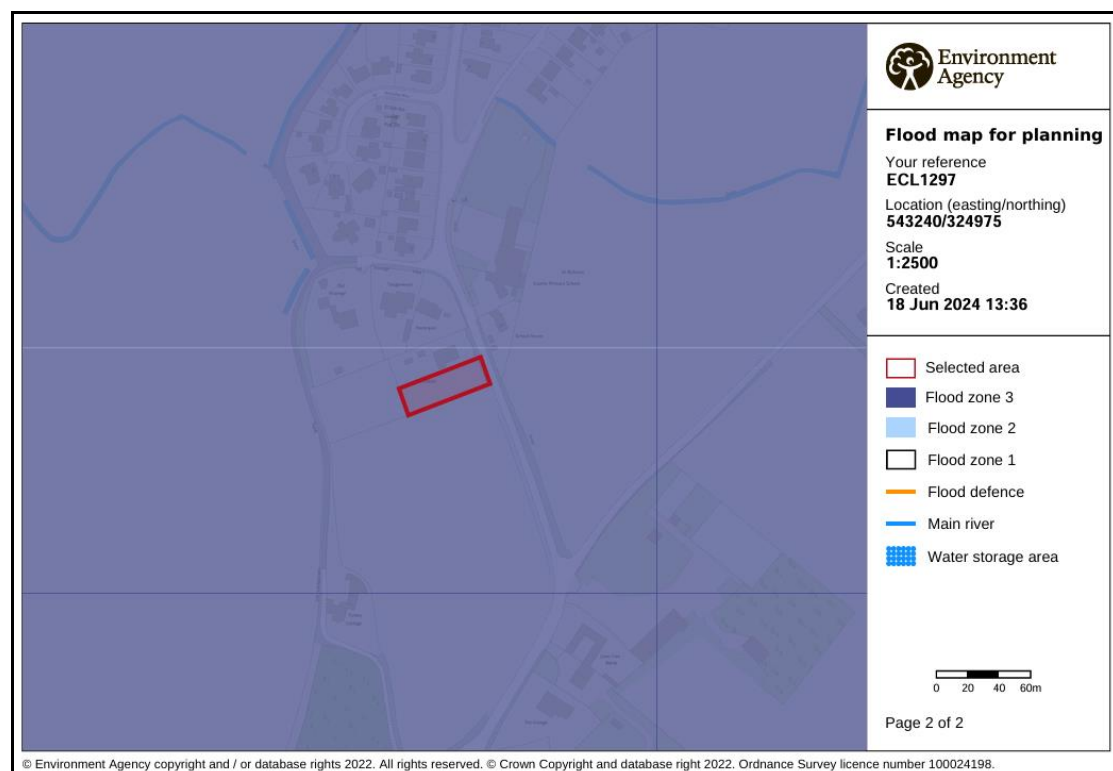 Environment
Agency
Flood map for planning
Your reference
ECL1297
Location (easting/northing)
543240/324975
Scale
1:2500
Created
18 Jun 2024 13:36
Selected area
Flood zone 3
Flood zone 2
Flood zone 1
Flood defence
Main river
Water storage area
0 20 40 60m
Page 2 of 2
© Environment Agency copyright and / or database rights 2022. All rights reserved. © Crown Copyright and database right 2022. Ordnance Survey licence number 100024198.